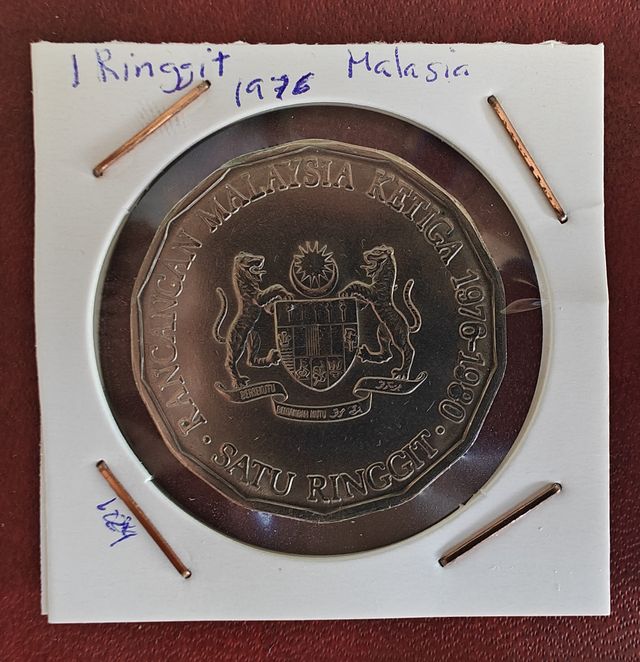 1 Ringgit 1976 Malasia
RANCANGAN MALAYSIA KETIGA 1976-1980
BERSEKUTU
BERTAMBAH MUTU
SATU RINGGIT